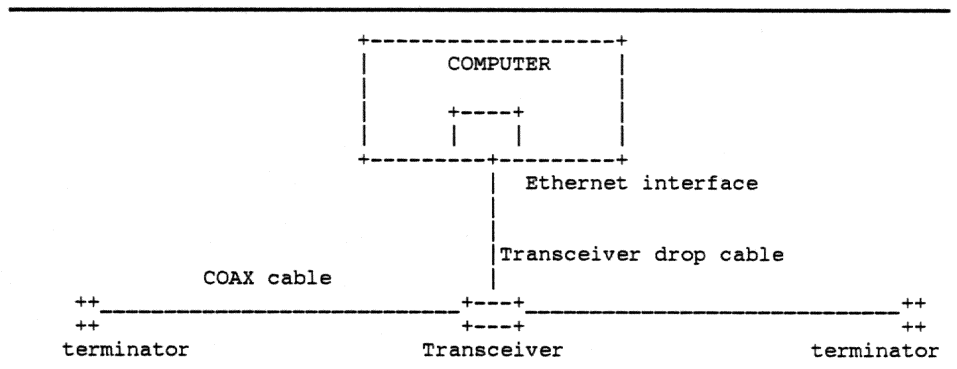 COMPUTER
Ethernet interface
Transceiver drop cable
COAX cable
terminator Transceiver terminator